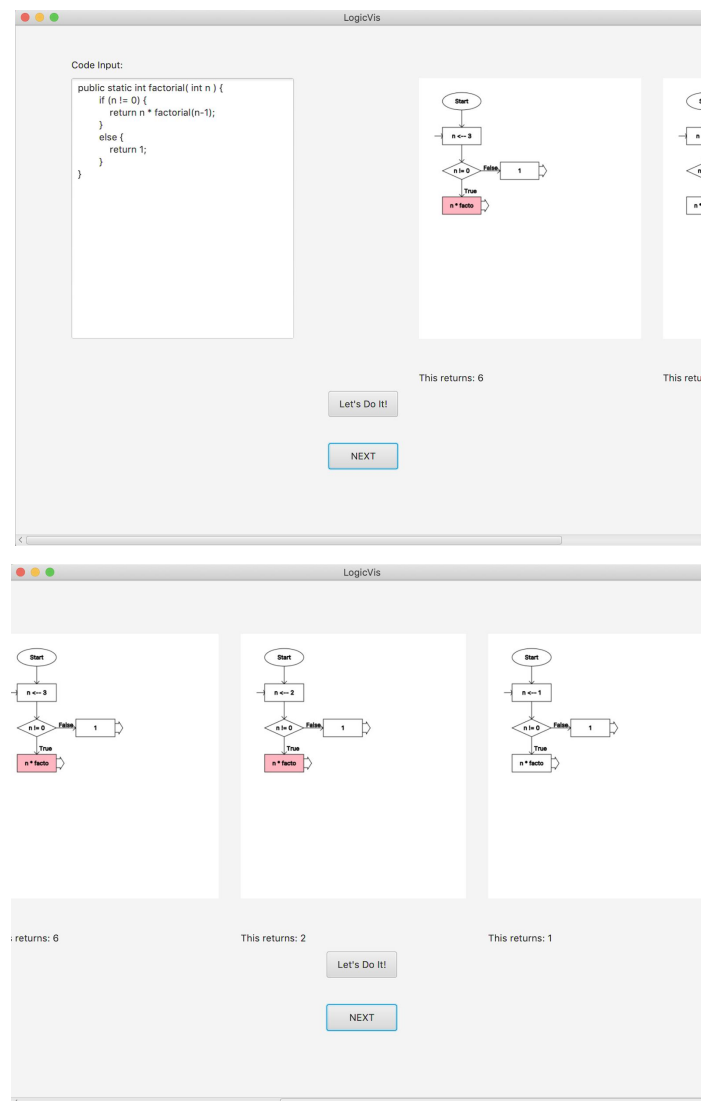 LogicVis
Code Input:
public static int factorial( int n ) {
if (n != 0) {
return n * factorial(n-1);
}
else {
return 1;
}
}
Start
n <-- 3
n != 0
False
1
True
n * facto
n
n
n *
This returns: 6
This retu
Let's Do It!
NEXT
LogicVis
Start
n <-- 3
n != 0
False
1
True
n * facto
Start
n <-- 2
n != 0
False
1
True
n * facto
Start
n <-- 1
n != 0
False
1
True
n * facto
returns: 6
This returns: 2
This returns: 1
Let's Do It!
NEXT